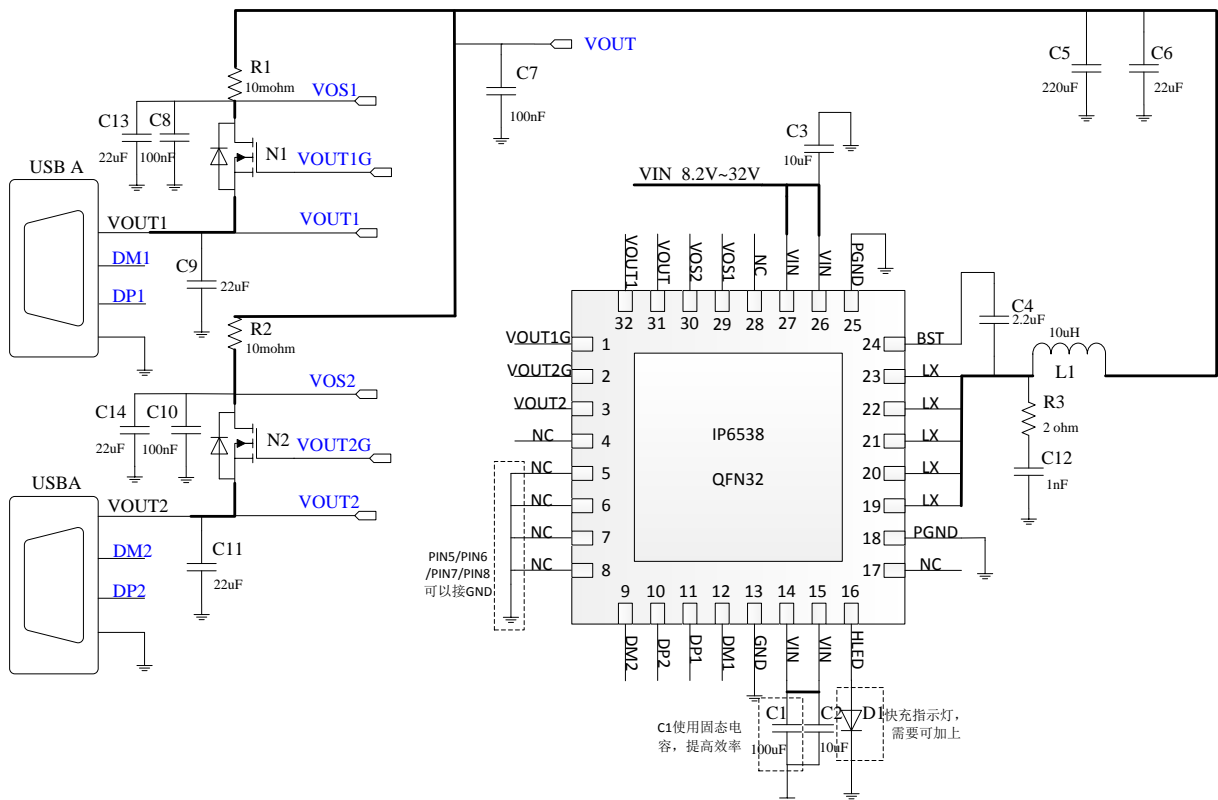 VOUT
R1
10mohm
VOS1
C13
22uF
C8
100nF
N1
VOUT1G
USB A
VOUT1
VOUT1
DM1
DP1
C9
22uF
R2
10mohm
VOS2
C14
22uF
C10
100nF
N2
VOUT2G
USBA
VOUT2
VOUT2
DM2
DP2
C11
22uF
C7
100nF
C3
10uF
C5
220uF
C6
22uF
VIN 8.2V~32V
VOUT1
VOUT
VOS2
VOS1
NC
VIN
VIN
PGND
32
31
30
29
28
27
26
25
VOUT1G
1
VOUT2G
2
VOUT2
3
NC
4
NC
5
NC
6
NC
7
NC
8
IP6538
QFN32
24
BST
23
LX
22
LX
21
LX
20
LX
19
LX
18
PGND
17
NC
C4
2.2uF
10uH
L1
R3
2 ohm
C12
1nF
PIN5/PIN6
/PIN7/PIN8
可以接GND
9
10
11
12
13
14
15
16
DM2
DP2
DP1
DM1
GND
VIN
VIN
HLED
C1使用固态电
容，提高效率
C1
100uF
C2
10uF
D1
快充指示灯，
需要可加上